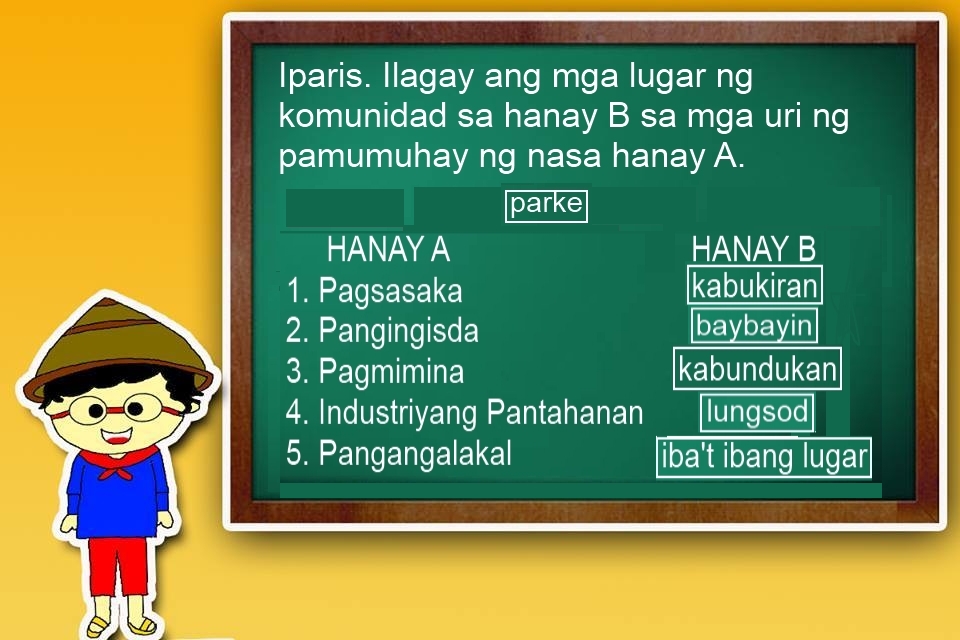 Iparis. Ilagay ang mga lugar ng
komunidad sa hanay B sa mga uri ng
pamumuhay ng nasa hanay A.
parke
HANAY A HANAY B
1. Pagsasaka kabukiran
2. Pangingisda baybayin
3. Pagmimina kabundukan
4. Industriyang Pantahanan lungsod
5. Pangangalakal iba't ibang lugar